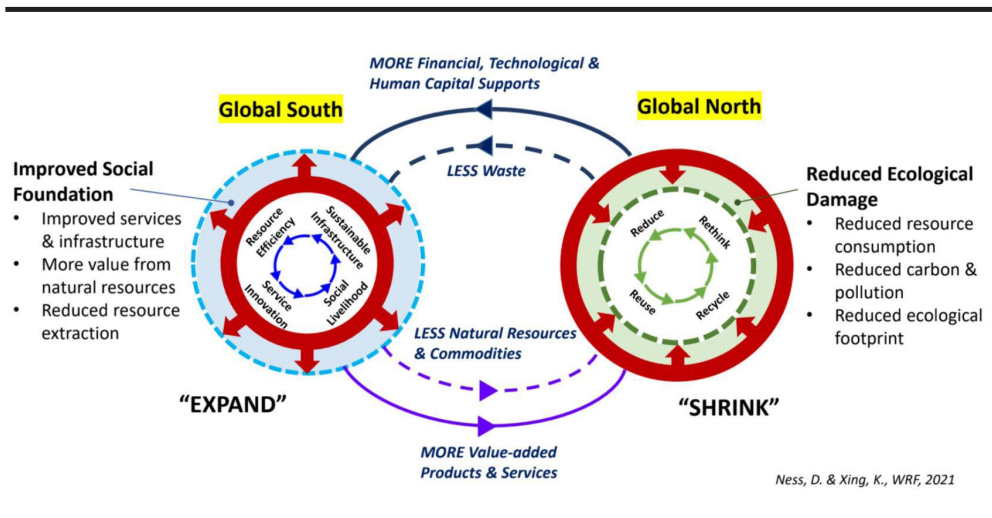 MORE Financial, Technological &
Human Capital Supports
Global South
Global North
LESS Waste
Improved Social
Foundation
• Improved services
& infrastructure
• More value from
natural resources
• Reduced resource
extraction
Resource
Efficiency
Sustainable
Infrastructure
Service
Innovation
Social
Livelihood
Reduce
Rethink
Reuse
Recycle
Reduced Ecological
Damage
• Reduced resource
consumption
• Reduced carbon &
pollution
• Reduced ecological
footprint
LESS Natural Resources
& Commodities
“EXPAND”
“SHRINK”
MORE Value-added
Products & Services
Ness, D. & Xing, K., WRF, 2021